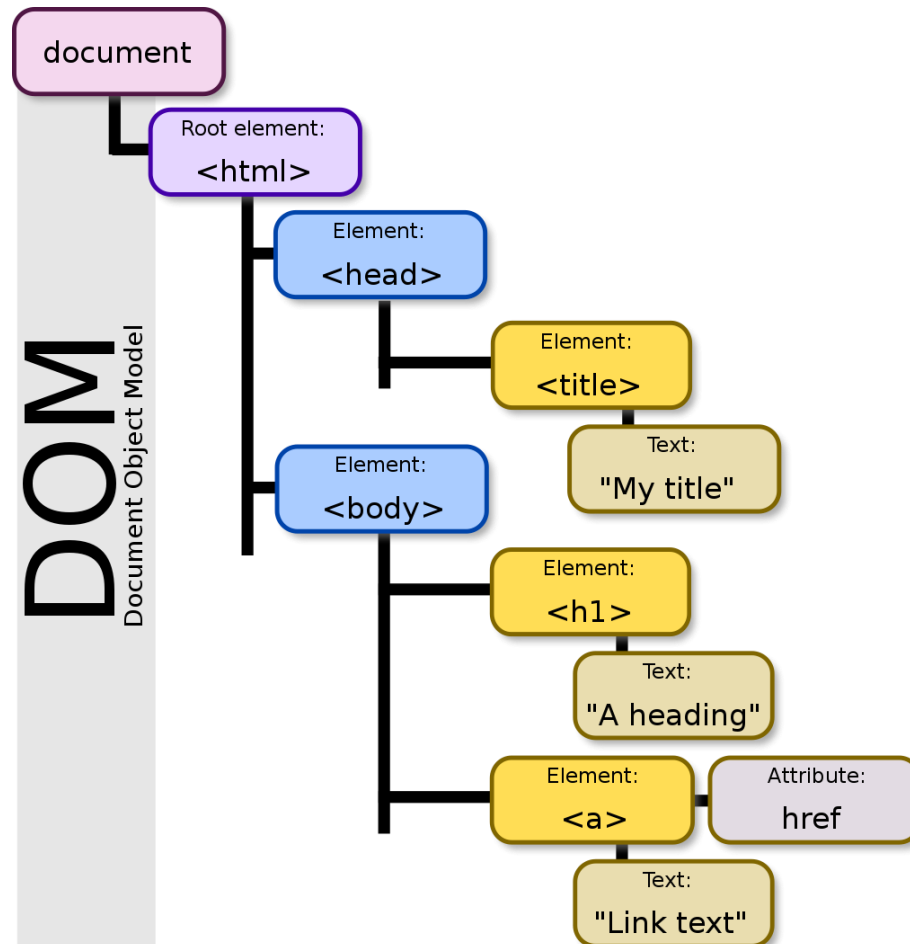 document
Root element:
<html>
Element:
<head>
Element:
<title>
Text:
"My title"
Element:
<body>
Element:
<h1>
Text:
"A heading"
Element:
<a>
Attribute:
href
Text:
"Link text"
DOM
Document Object Model